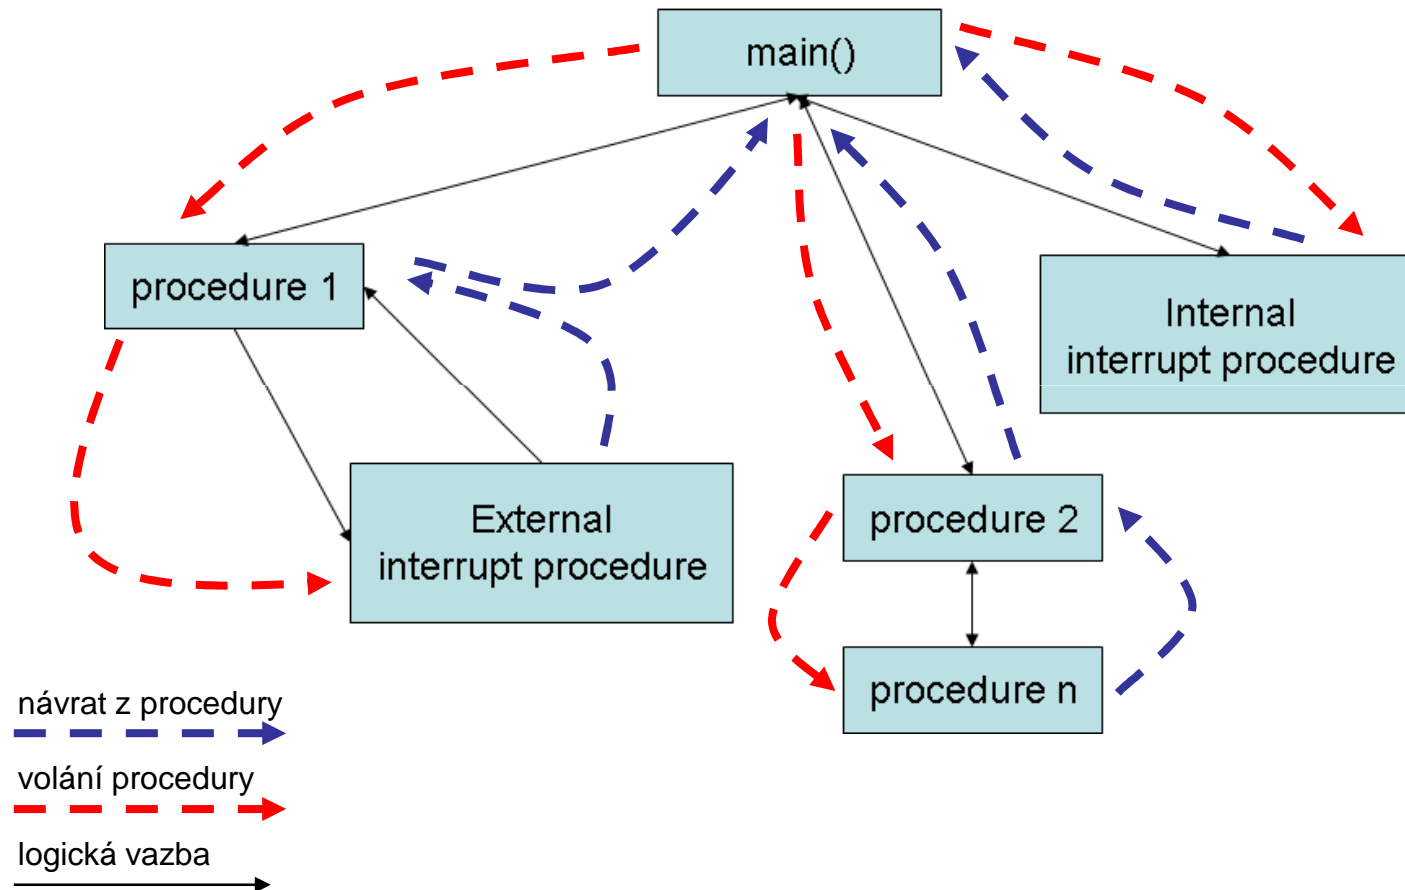 main()
procedure 1
Internal
interrupt procedure
External
interrupt procedure
procedure 2
procedure n
návrat z procedury
volání procedury
logická vazba